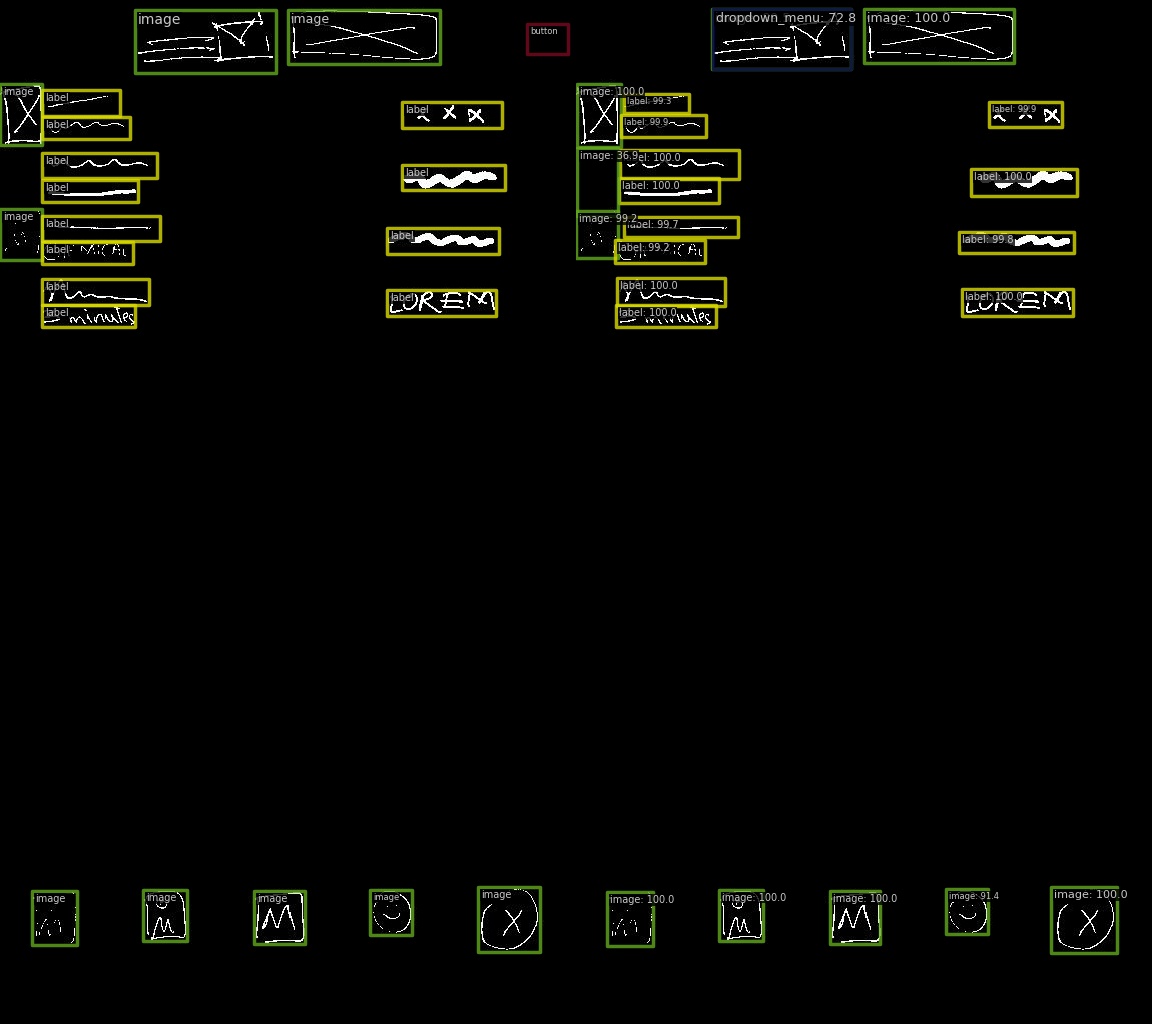 image image button dropdown_menu: 72.8 image: 100.0
image label label image: 100.0 label: 99.3 label: 99.9
label label label: 99.9
label image: 36.9 label: 100.0
label label label: 100.0 label: 100.0
image label image: 99.2 label: 99.7
label MICAL label label: 99.2 ICAL label: 99.8
label label: 100.0
label minutes label LOREM label: 100.0 minutes label: 100.0 LOREM
image M image M image M image image X image: 100.0 M image: 100.0 M image: 100.0 M image: 91.4 image: 100.0 X